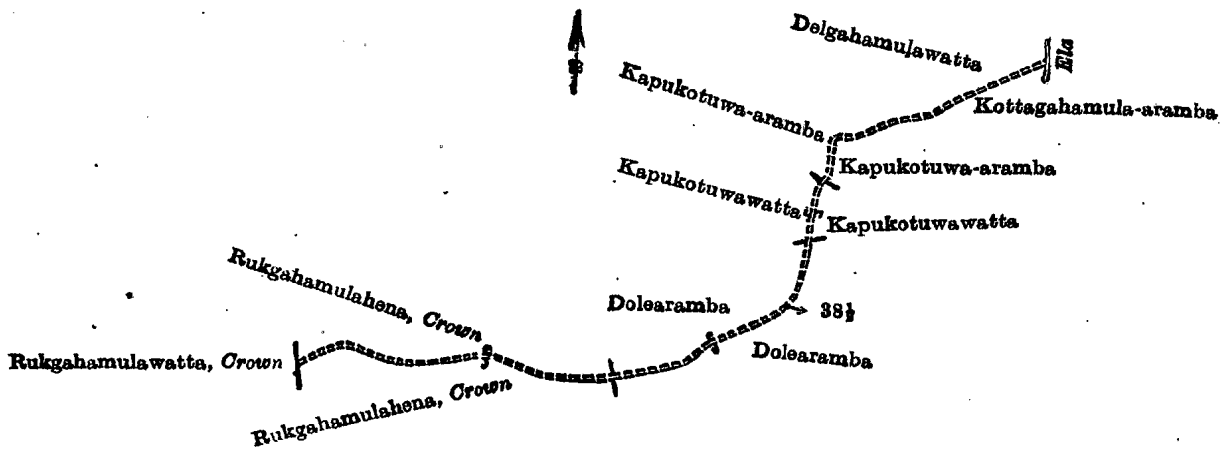 Delgahamulawatta
Ela
Kapukotuwa-aramba
Kottagahamula-aramba
Kapukotuwa-aramba
Kapukotuwawatta
Kapukotuwawatta
Rukgahamulahena, Crown
Dolearamba
38½
Rukgahamulawatta, Crown
Dolearamba
Rukgahamulahena, Crown